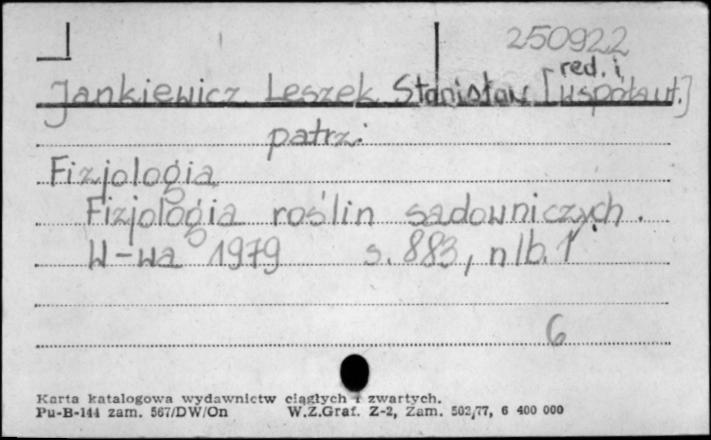 250922
Jankiewicz Leszek Stanisław [red. i współaut.]
patrz:
Fizjologia
Fizjologia roślin sadowniczych.
W-wa 1979 s. 883, nlb. 1
6
Karta katalogowa wydawnictw ciągłych i zwartych.
Pu-B-144 zam. 567/DW/On W.Z.Graf. Z-2, Zam. 502/77, 6 400 000